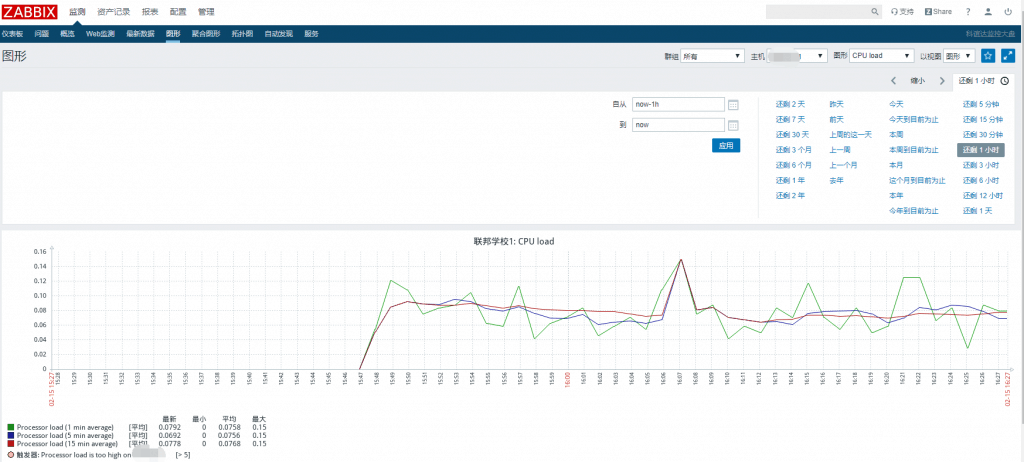 ZABBIX 监测 资产记录 报表 配置 管理 支持 Share ?
仪表板 问题 概览 Web监测 最新数据 图形 聚合图形 拓扑图 自动发现 服务 科诺达监控大盘
图形 群组 所有 主机 图形 CPU load 以视图 图形
缩小 还剩 1 小时
自从 now-1h
到 now
应用
还剩 2 天 昨天 今天 还剩 5 分钟
还剩 7 天 前天 今天到目前为止 还剩 15 分钟
还剩 30 天 上周的这一天 本周 还剩 30 分钟
还剩 3 个月 上一周 本周到目前为止 还剩 1 小时
还剩 6 个月 上一个月 本月 还剩 3 小时
还剩 1 年 去年 这个月到目前为止 还剩 6 小时
还剩 2 年 本年 还剩 12 小时
今年到目前为止 还剩 1 天
联邦学校1: CPU load
0.16
0.14
0.12
0.10
0.08
0.06
0.04
0.02
0
02-15 15:27 15:28 15:29 15:30 15:31 15:32 15:33 15:34 15:35 15:36 15:37 15:38 15:39 15:40 15:41 15:42 15:43 15:44 15:45 15:46 15:47 15:48 15:49 15:50 15:51 15:52 15:53 15:54 15:55 15:56 15:57 15:58 15:59 16:00 16:01 16:02 16:03 16:04 16:05 16:06 16:07 16:08 16:09 16:10 16:11 16:12 16:13 16:14 16:15 16:16 16:17 16:18 16:19 16:20 16:21 16:22 16:23 16:24 16:25 16:26 16:27 02-15 16:27
最新 最小 平均 最大
Processor load (1 min average) [平均] 0.0792 0 0.0758 0.15
Processor load (5 min average) [平均] 0.0692 0 0.0756 0.15
Processor load (15 min average) [平均] 0.0778 0 0.0768 0.15
触发器: Processor load is too high on [> 5]